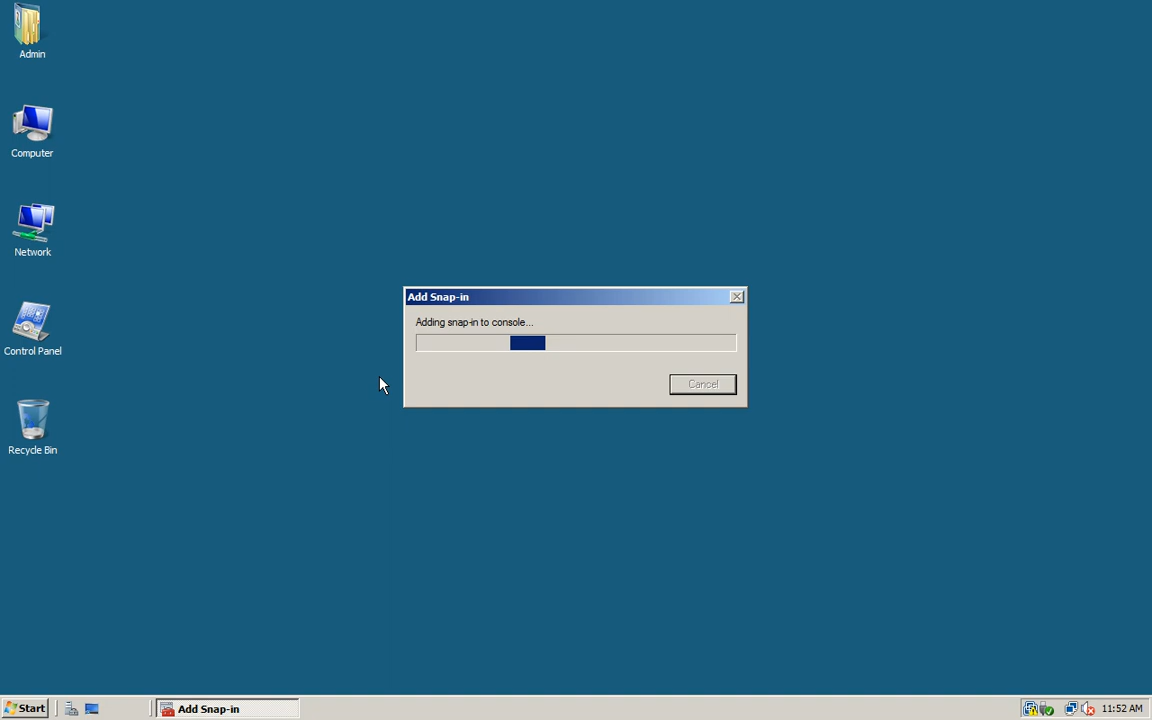 Admin
Computer
Network
Control Panel
Recycle Bin
Add Snap-in
Adding snap-in to console...
Cancel
Start
Add Snap-in
11:52 AM